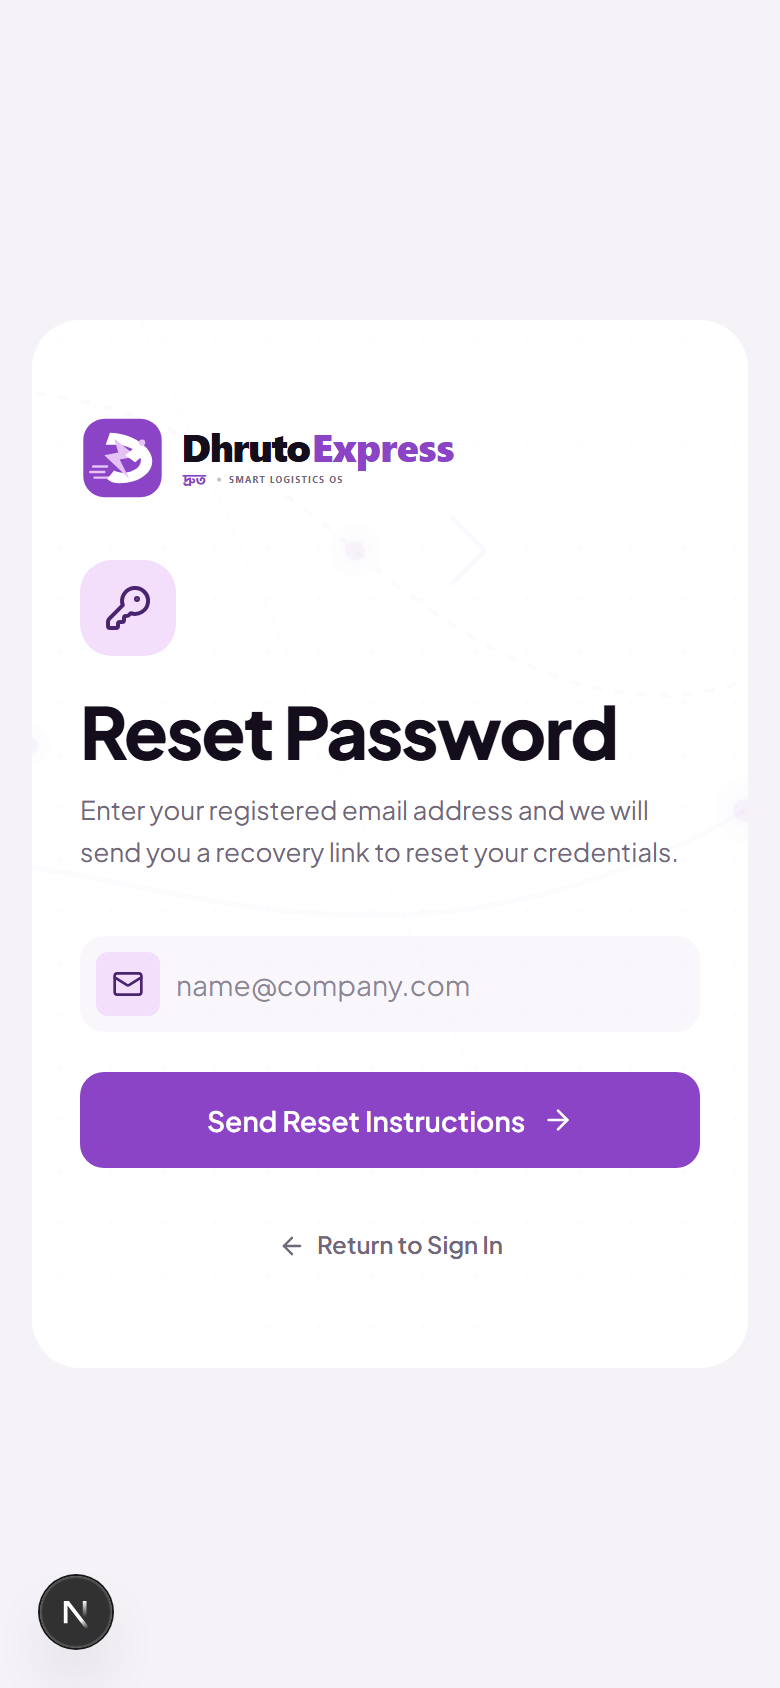 DhrutoExpress
দ্রুত • SMART LOGISTICS OS
Reset Password
Enter your registered email address and we will
send you a recovery link to reset your credentials.
name@company.com
Send Reset Instructions →
← Return to Sign In
N